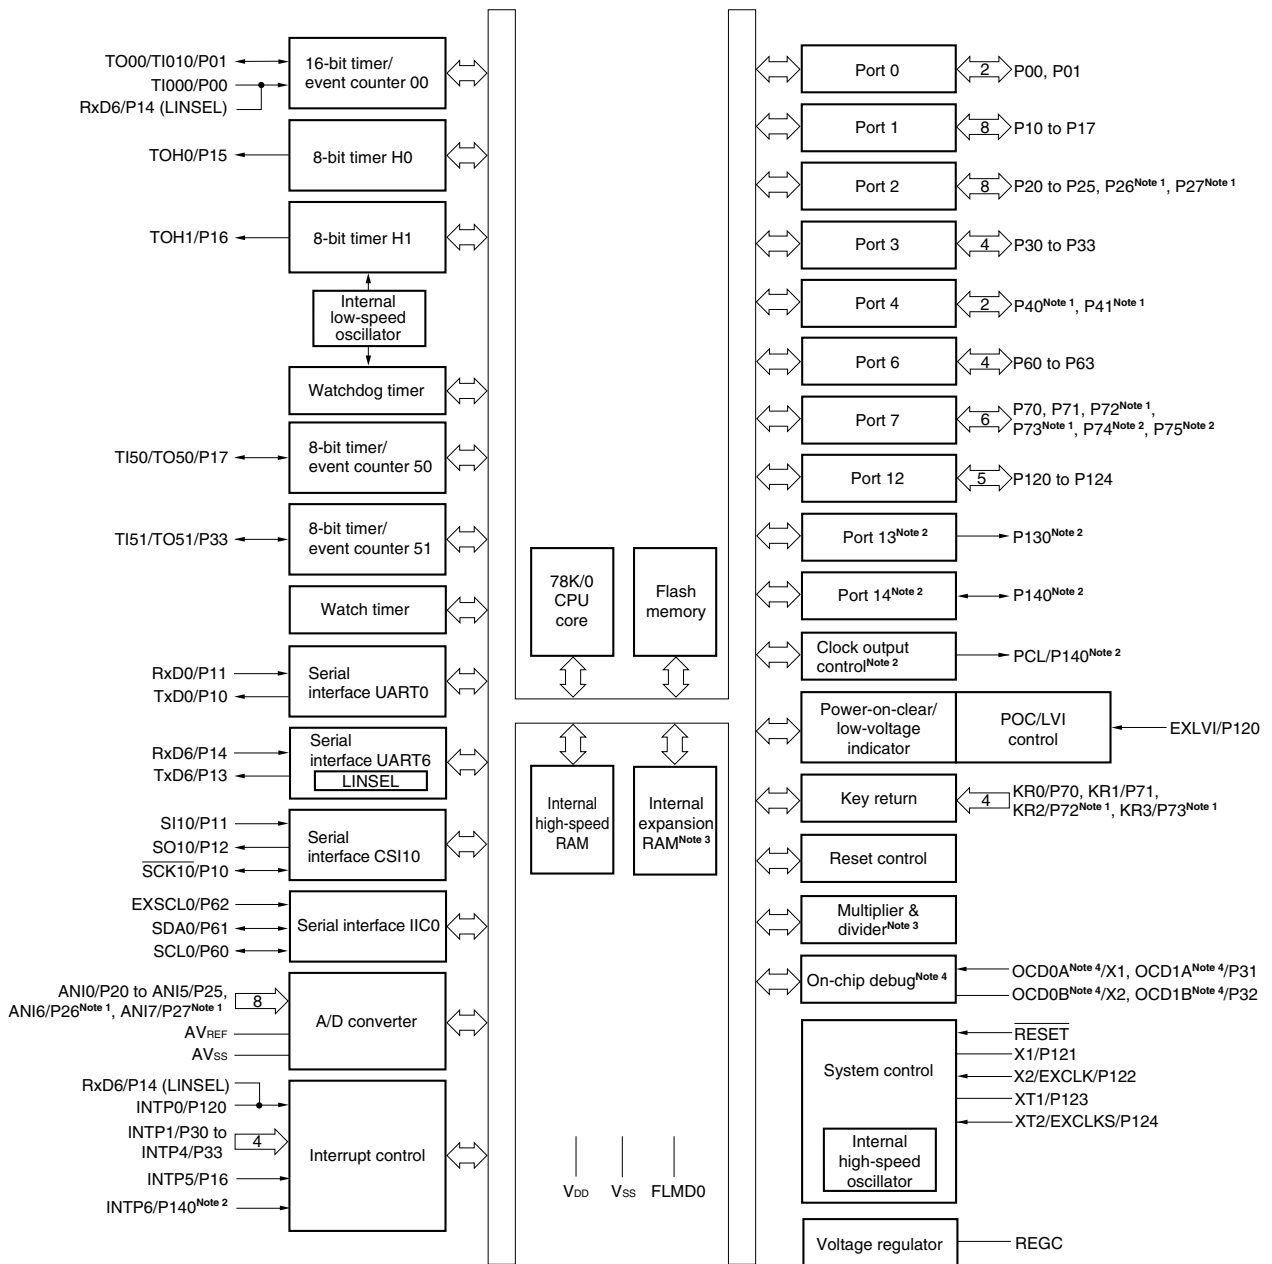 TO00/TI010/P01
TI000/P00
RxD6/P14 (LINSEL)
16-bit timer/
event counter 00
TOH0/P15
8-bit timer H0
TOH1/P16
8-bit timer H1
Internal
low-speed
oscillator
Watchdog timer
TI50/TO50/P17
8-bit timer/
event counter 50
TI51/TO51/P33
8-bit timer/
event counter 51
Watch timer
RxD0/P11
TxD0/P10
Serial
interface UART0
RxD6/P14
TxD6/P13
Serial
interface UART6
LINSEL
SI10/P11
SO10/P12
SCK10/P10
Serial
interface CSI10
EXSCL0/P62
SDA0/P61
SCL0/P60
Serial interface IIC0
ANI0/P20 to ANI5/P25,
ANI6/P26Note 1, ANI7/P27Note 1
8
AVREF
AVSS
A/D converter
RxD6/P14 (LINSEL)
INTP0/P120
INTP1/P30 to
INTP4/P33
4
INTP5/P16
INTP6/P140Note 2
Interrupt control
78K/0
CPU
core
Flash
memory
Internal
high-speed
RAM
Internal
expansion
RAMNote 3
VDD
VSS
FLMD0
Port 0
2
P00, P01
Port 1
8
P10 to P17
Port 2
8
P20 to P25, P26Note 1, P27Note 1
Port 3
4
P30 to P33
Port 4
2
P40Note 1, P41Note 1
Port 6
4
P60 to P63
Port 7
6
P70, P71, P72Note 1,
P73Note 1, P74Note 2, P75Note 2
Port 12
5
P120 to P124
Port 13Note 2
P130Note 2
Port 14Note 2
P140Note 2
Clock output
controlNote 2
PCL/P140Note 2
Power-on-clear/
low-voltage
indicator
POC/LVI
control
EXLVI/P120
Key return
4
KR0/P70, KR1/P71,
KR2/P72Note 1, KR3/P73Note 1
Reset control
Multiplier &
dividerNote 3
On-chip debugNote 4
OCD0ANote 4/X1, OCD1ANote 4/P31
OCD0BNote 4/X2, OCD1BNote 4/P32
System control
RESET
X1/P121
X2/EXCLK/P122
XT1/P123
XT2/EXCLKS/P124
Internal
high-speed
oscillator
Voltage regulator
REGC